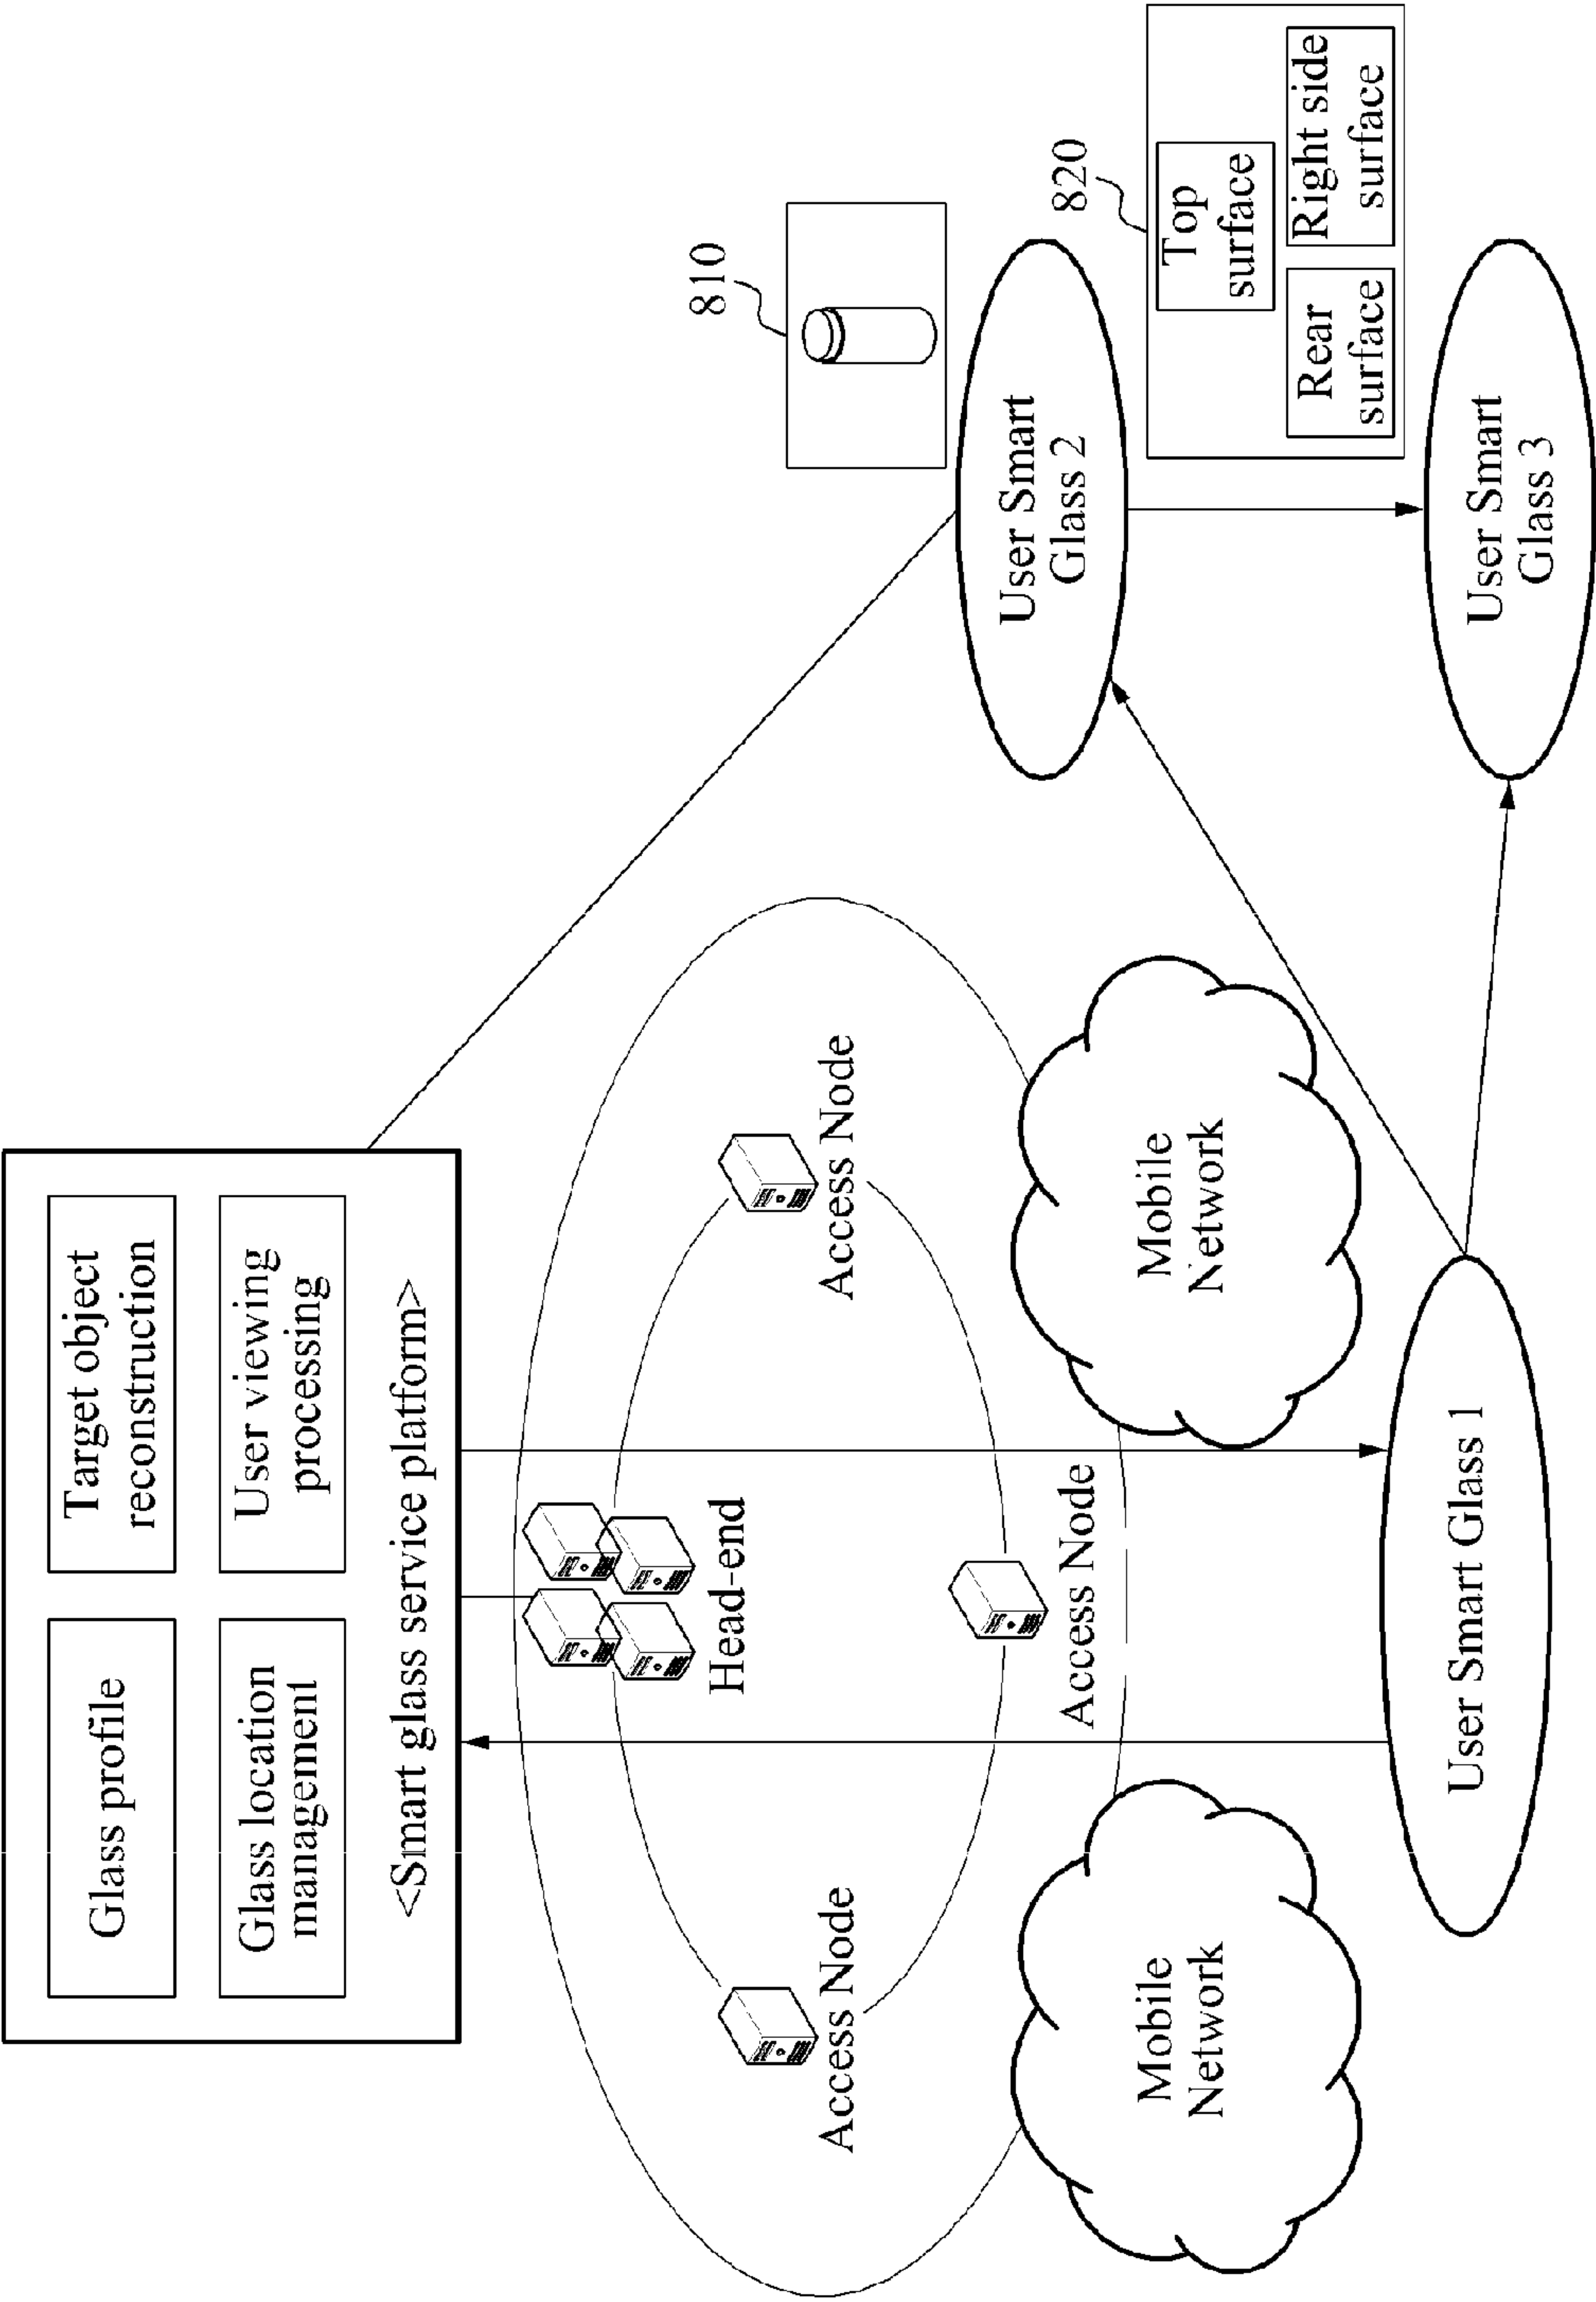 Glass profile
Target object
reconstruction
Glass location
management
User viewing
processing
<Smart glass service platform>
Head-end
Access Node
Access Node
Access Node
Mobile
Network
Mobile
Network
User Smart Glass 1
810
User Smart
Glass 2
820
Top
surface
Rear
surface
Right side
surface
User Smart
Glass 3